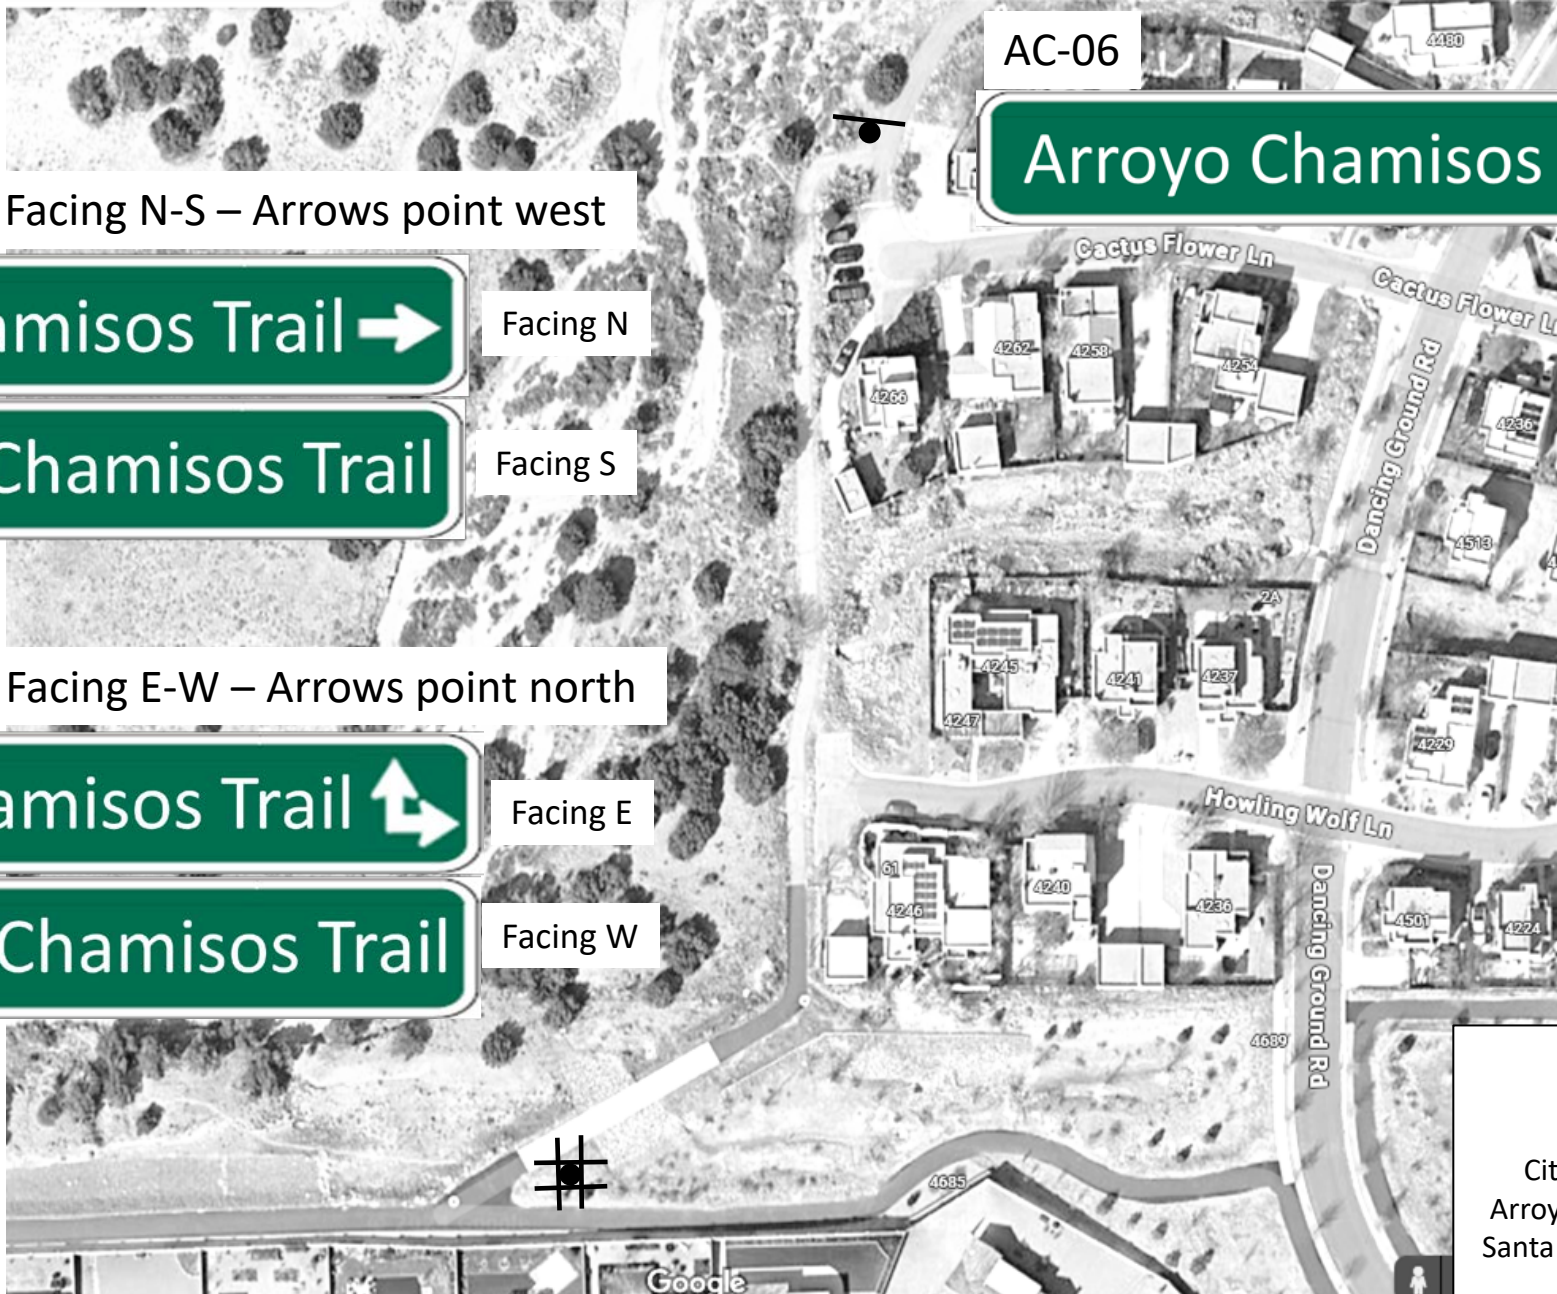 AC-06
4480
Arroyo Chamisos
Facing N-S – Arrows point west
Cactus Flower Ln
Cactus Flower L
amisos Trail
Facing N
4262
4258
4254
4266
Dancing Ground Rd
4236
Chamisos Trail
Facing S
4513
2A
4245
4241
4237
4247
Facing E-W – Arrows point north
4229
amisos Trail
Facing E
Howling Wolf Ln
61
4240
4246
4236
4501
4224
Chamisos Trail
Facing W
Dancing Ground Rd
4689
Cit
Arroy
Santa
4685
Google